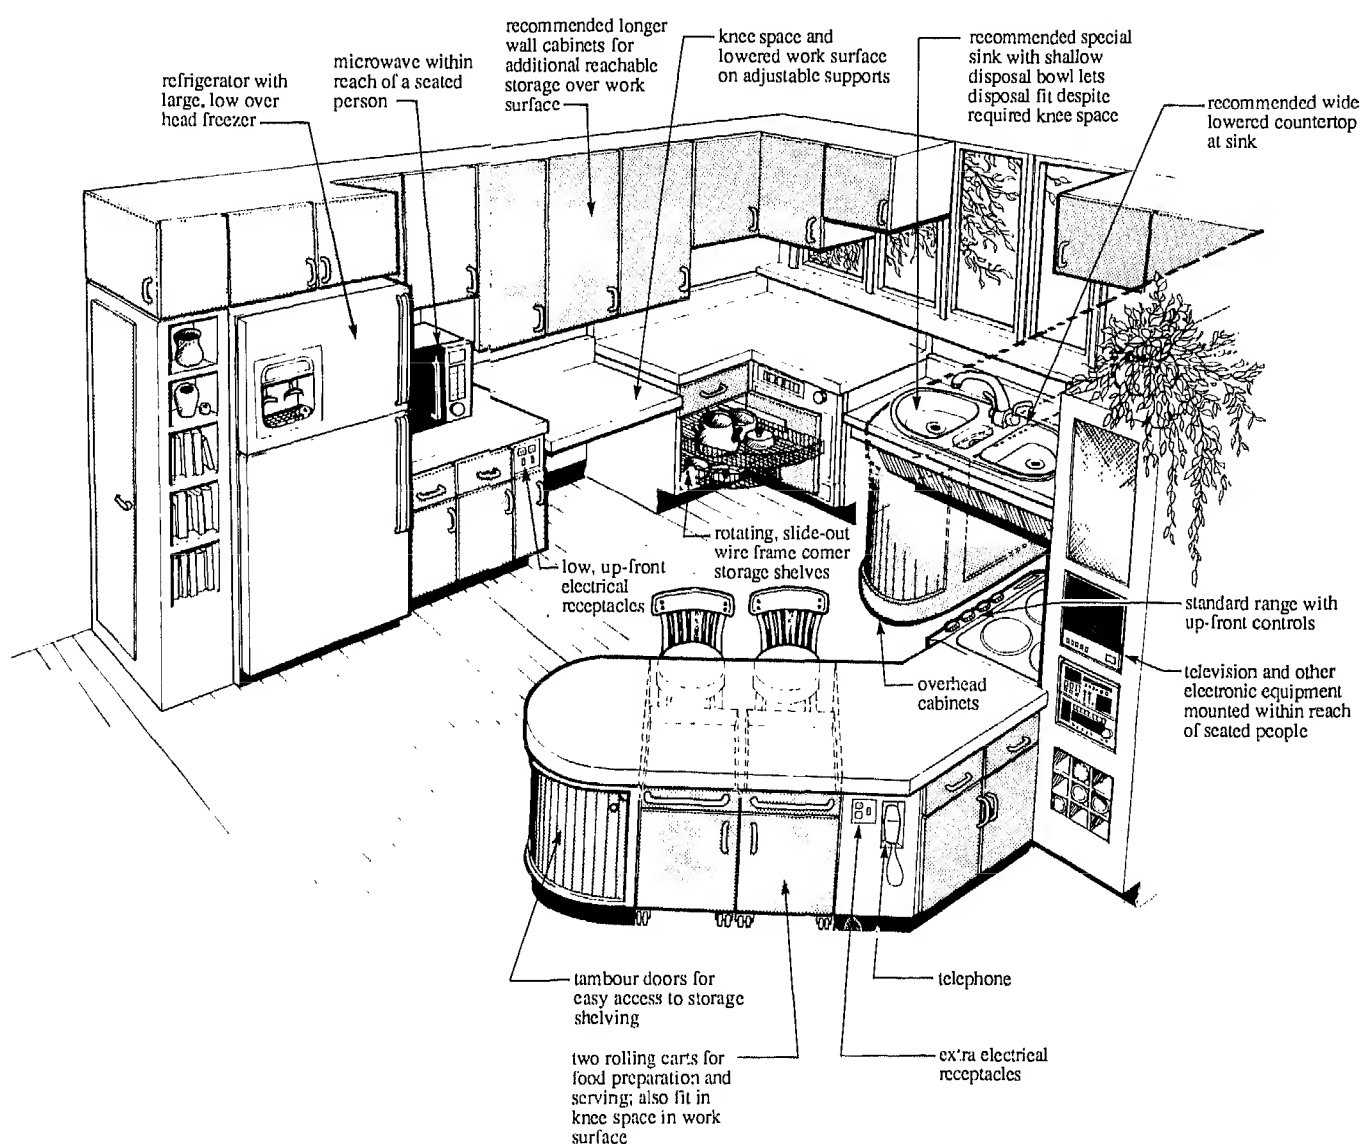 refrigerator with
large, low over
head freezer
microwave within
reach of a seated
person
recommended longer
wall cabinets for
additional reachable
storage over work
surface
knee space and
lowered work surface
on adjustable supports
recommended special
sink with shallow
disposal bowl lets
disposal fit despite
required knee space
recommended wide
lowered countertop
at sink
low, up-front
electrical
receptacles
rotating, slide-out
wire frame corner
storage shelves
standard range with
up-front controls
overhead
cabinets
television and other
electronic equipment
mounted within reach
of seated people
tambour doors for
easy access to storage
shelving
two rolling carts for
food preparation and
serving; also fit in
knee space in work
surface
telephone
extra electrical
receptacles